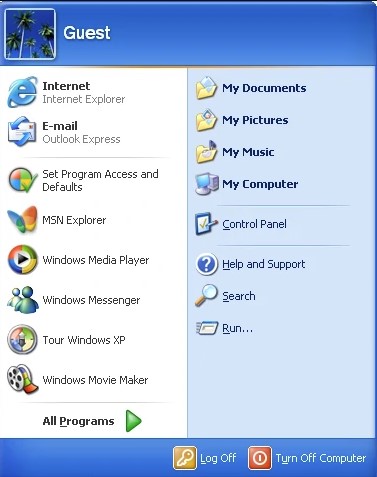 Guest
Internet
Internet Explorer
E-mail
Outlook Express
Set Program Access and
Defaults
MSN Explorer
Windows Media Player
Windows Messenger
Tour Windows XP
Windows Movie Maker
All Programs
My Documents
My Pictures
My Music
My Computer
Control Panel
Help and Support
Search
Run...
Log Off
Turn Off Computer